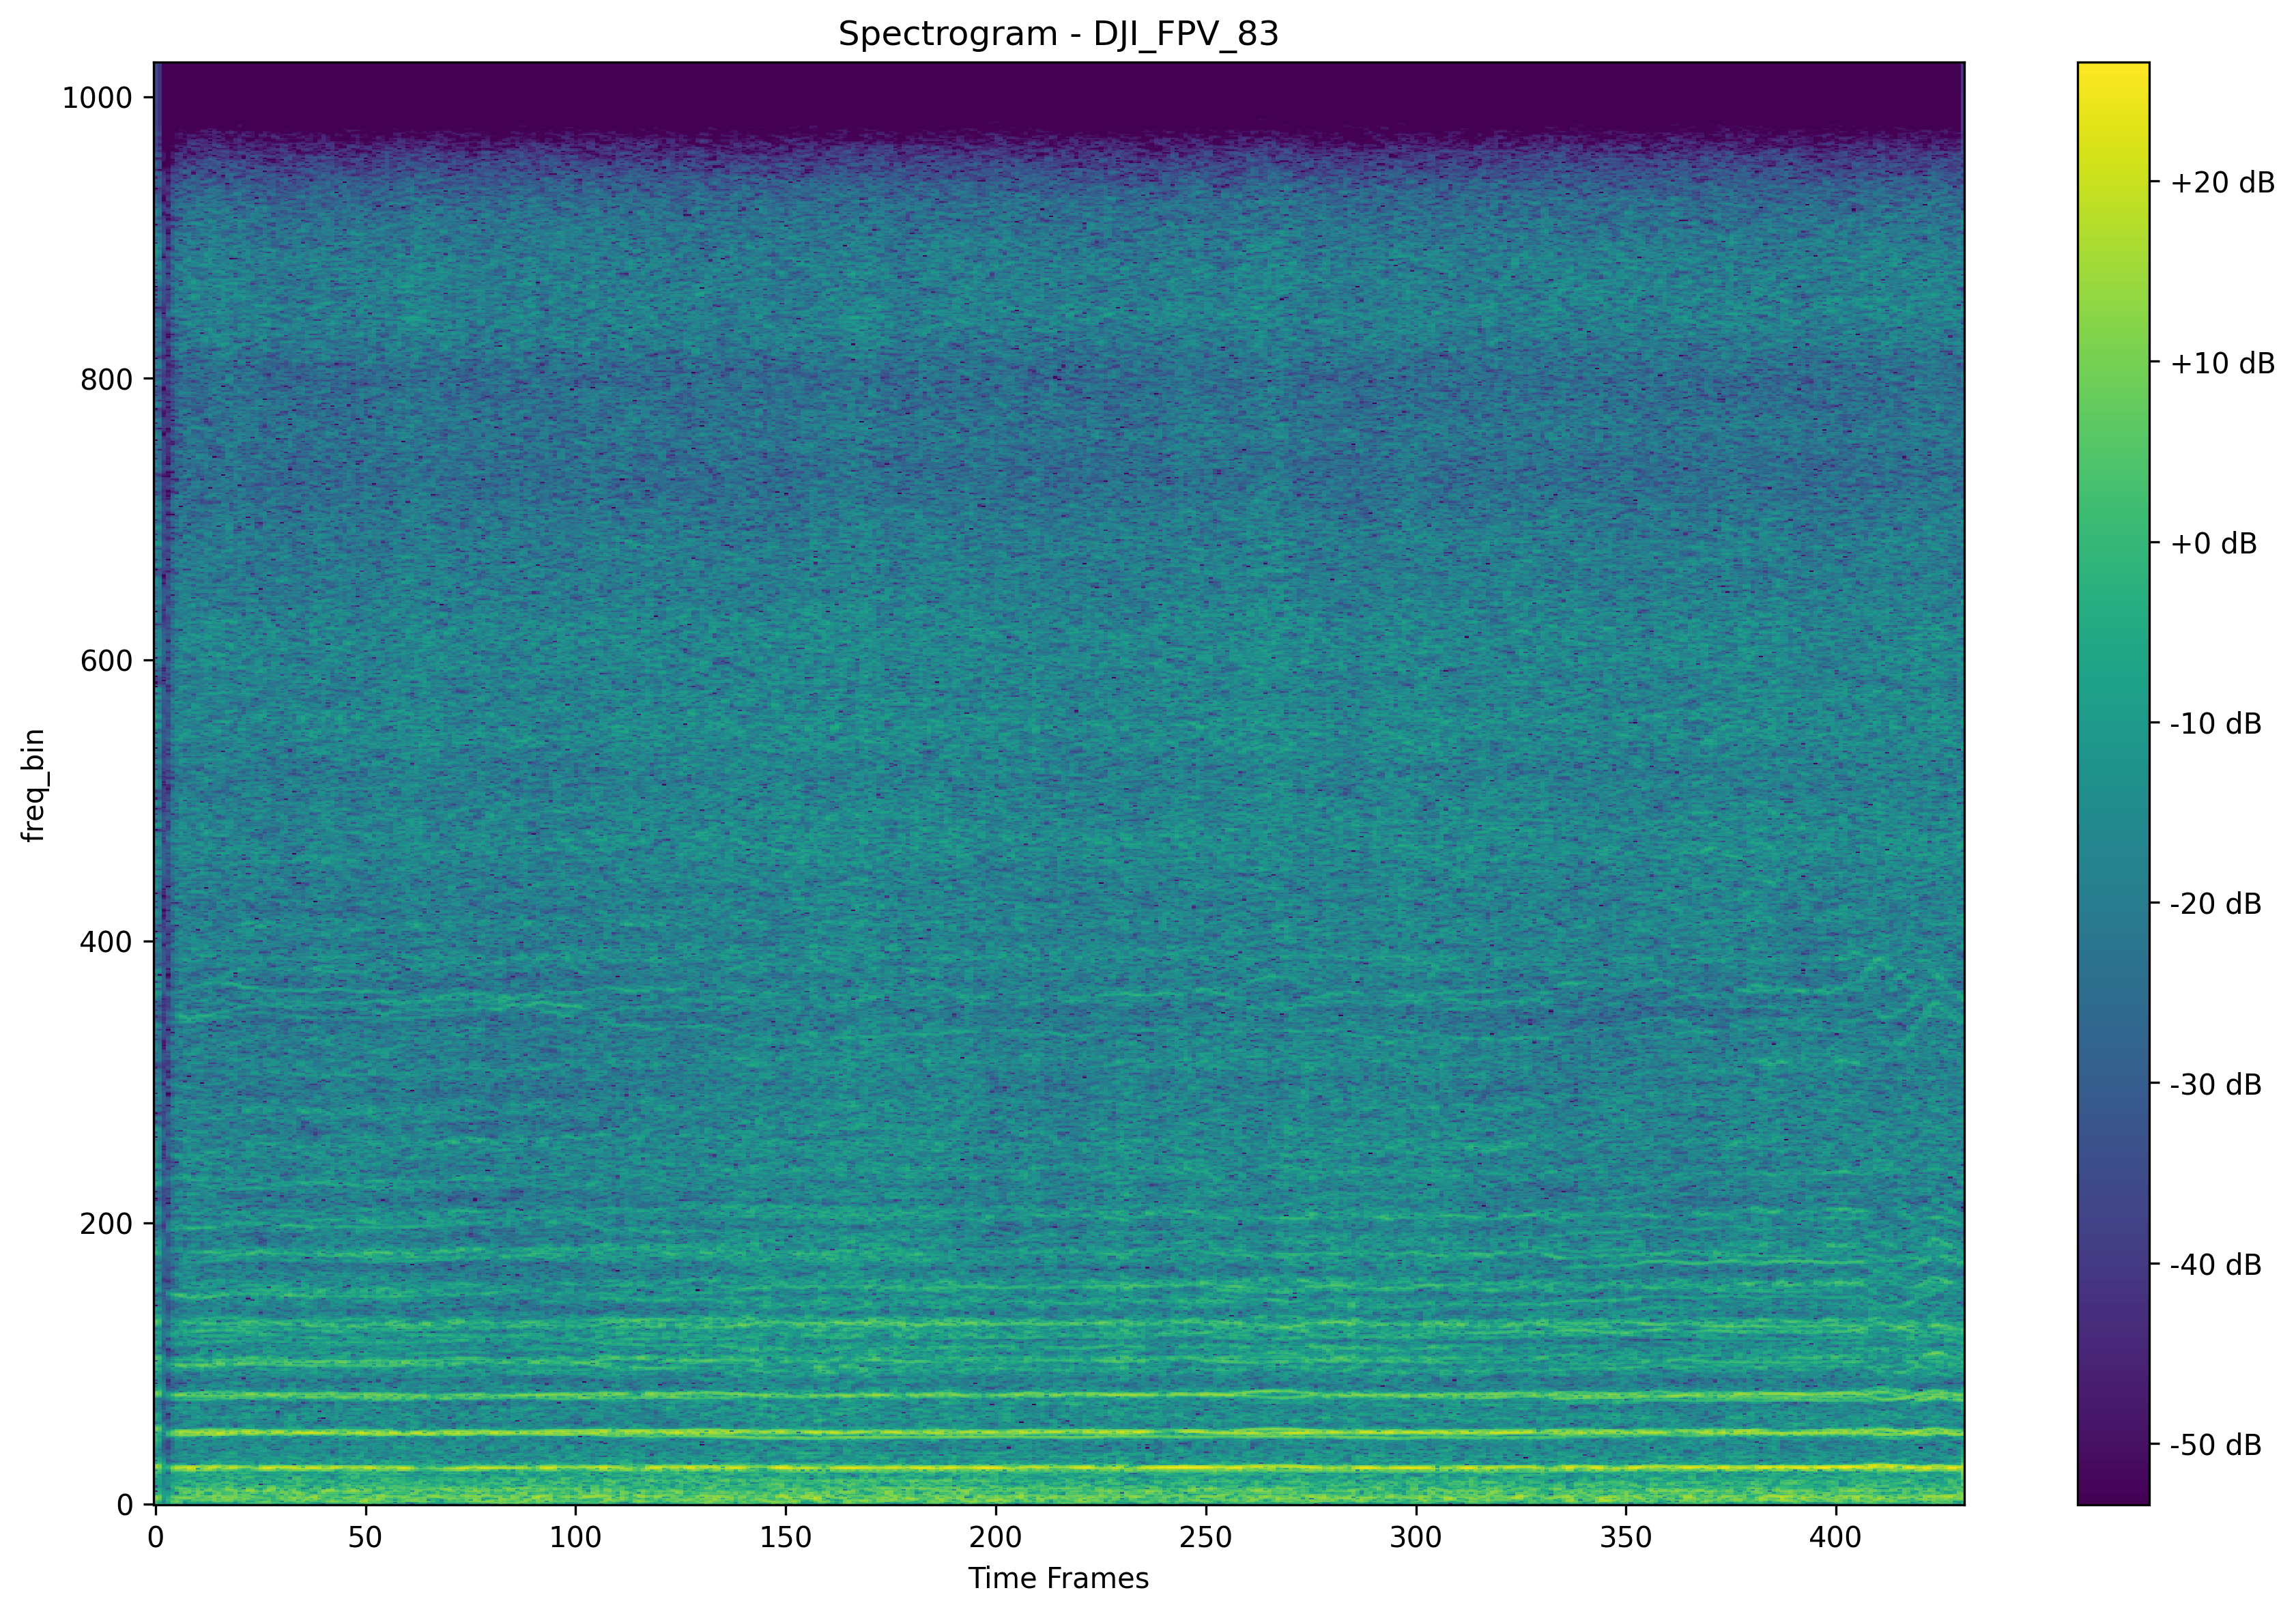 Spectrogram - DJI_FPV_83
1000
800
600
400
200
0
freq_bin
0 50 100 150 200 250 300 350 400
Time Frames
+20 dB
+10 dB
+0 dB
-10 dB
-20 dB
-30 dB
-40 dB
-50 dB